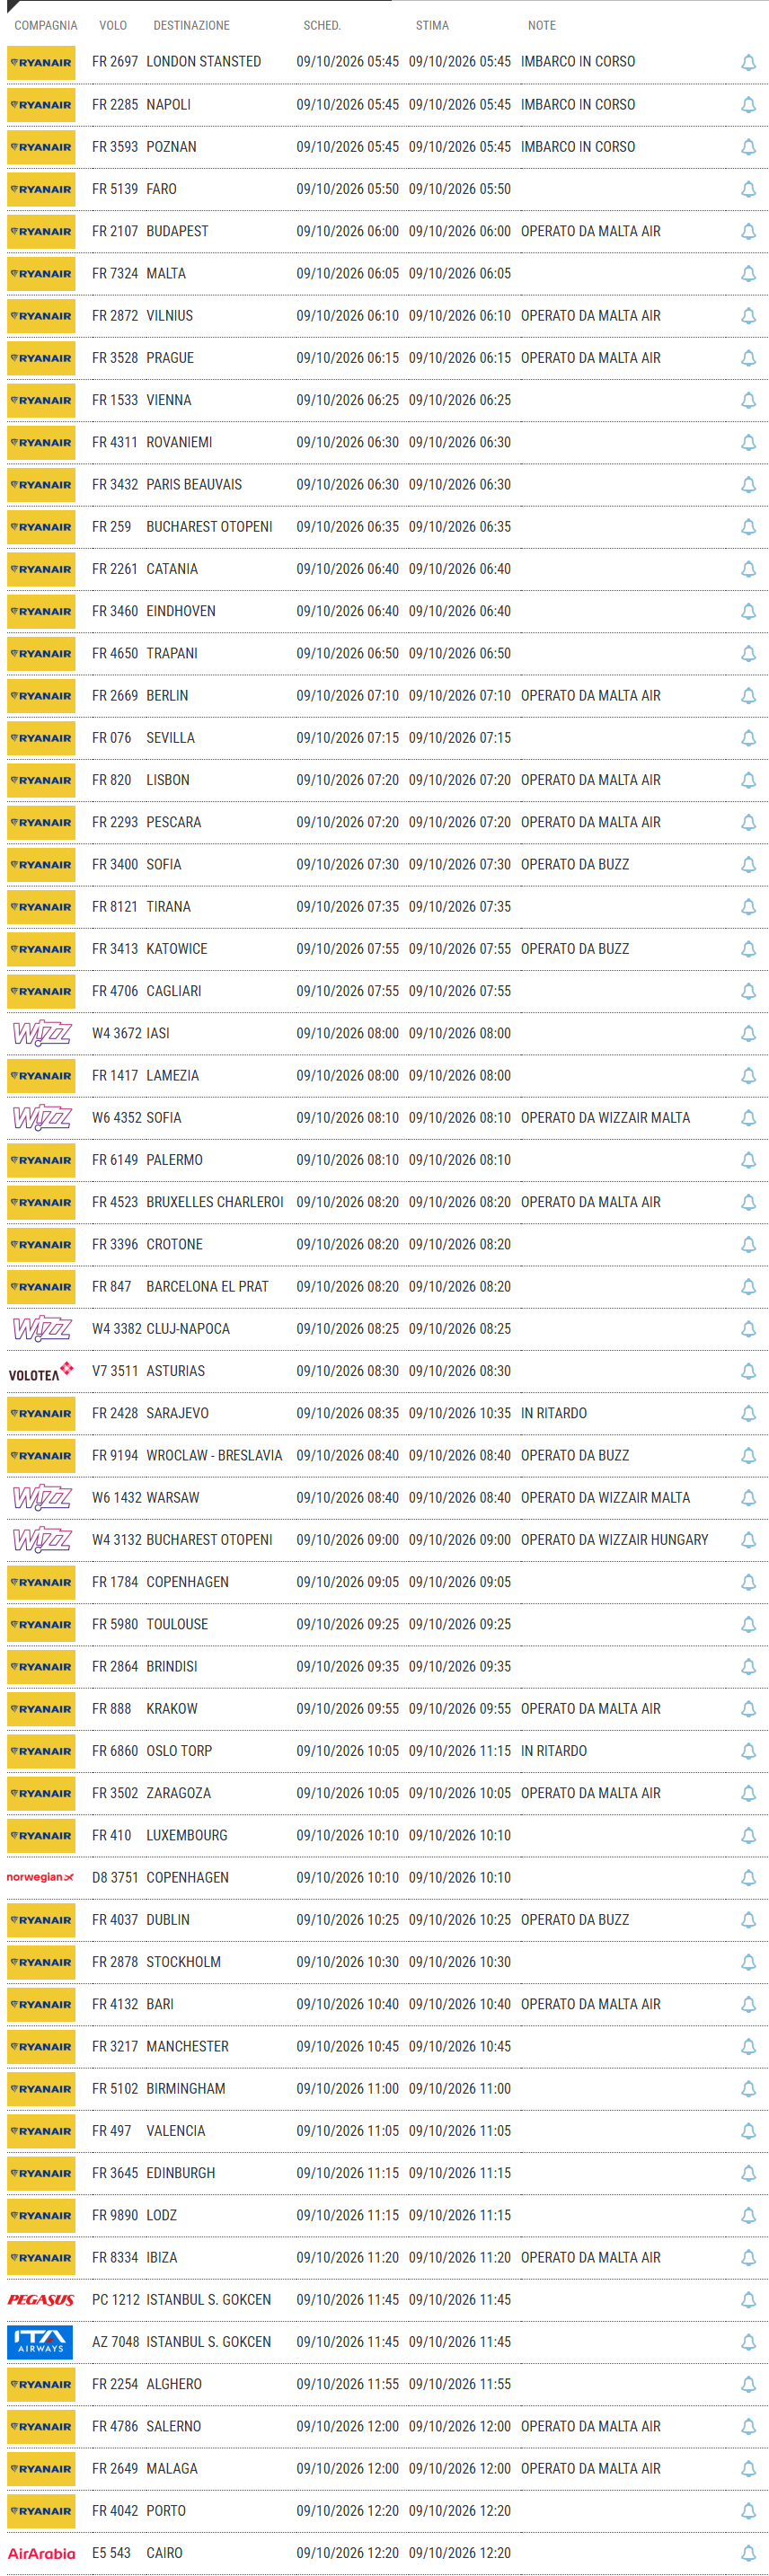 COMPAGNIA VOLO DESTINAZIONE SCHED. STIMA NOTE
RYANAIR FR 2697 LONDON STANSTED 09/10/2026 05:45 09/10/2026 05:45 IMBARCO IN CORSO
RYANAIR FR 2285 NAPOLI 09/10/2026 05:45 09/10/2026 05:45 IMBARCO IN CORSO
RYANAIR FR 3593 POZNAN 09/10/2026 05:45 09/10/2026 05:45 IMBARCO IN CORSO
RYANAIR FR 5139 FARO 09/10/2026 05:50 09/10/2026 05:50
RYANAIR FR 2107 BUDAPEST 09/10/2026 06:00 09/10/2026 06:00 OPERATO DA MALTA AIR
RYANAIR FR 7324 MALTA 09/10/2026 06:05 09/10/2026 06:05
RYANAIR FR 2872 VILNIUS 09/10/2026 06:10 09/10/2026 06:10 OPERATO DA MALTA AIR
RYANAIR FR 3528 PRAGUE 09/10/2026 06:15 09/10/2026 06:15 OPERATO DA MALTA AIR
RYANAIR FR 1533 VIENNA 09/10/2026 06:25 09/10/2026 06:25
RYANAIR FR 4311 ROVANIEMI 09/10/2026 06:30 09/10/2026 06:30
RYANAIR FR 3432 PARIS BEAUVAIS 09/10/2026 06:30 09/10/2026 06:30
RYANAIR FR 259 BUCHAREST OTOPENI 09/10/2026 06:35 09/10/2026 06:35
RYANAIR FR 2261 CATANIA 09/10/2026 06:40 09/10/2026 06:40
RYANAIR FR 3460 EINDHOVEN 09/10/2026 06:40 09/10/2026 06:40
RYANAIR FR 4650 TRAPANI 09/10/2026 06:50 09/10/2026 06:50
RYANAIR FR 2669 BERLIN 09/10/2026 07:10 09/10/2026 07:10 OPERATO DA MALTA AIR
RYANAIR FR 076 SEVILLA 09/10/2026 07:15 09/10/2026 07:15
RYANAIR FR 820 LISBON 09/10/2026 07:20 09/10/2026 07:20 OPERATO DA MALTA AIR
RYANAIR FR 2293 PESCARA 09/10/2026 07:20 09/10/2026 07:20 OPERATO DA MALTA AIR
RYANAIR FR 3400 SOFIA 09/10/2026 07:30 09/10/2026 07:30 OPERATO DA BUZZ
RYANAIR FR 8121 TIRANA 09/10/2026 07:35 09/10/2026 07:35
RYANAIR FR 3413 KATOWICE 09/10/2026 07:55 09/10/2026 07:55 OPERATO DA BUZZ
RYANAIR FR 4706 CAGLIARI 09/10/2026 07:55 09/10/2026 07:55
WIZZ W4 3672 IASI 09/10/2026 08:00 09/10/2026 08:00
RYANAIR FR 1417 LAMEZIA 09/10/2026 08:00 09/10/2026 08:00
WIZZ W6 4352 SOFIA 09/10/2026 08:10 09/10/2026 08:10 OPERATO DA WIZZAIR MALTA
RYANAIR FR 6149 PALERMO 09/10/2026 08:10 09/10/2026 08:10
RYANAIR FR 4523 BRUXELLES CHARLEROI 09/10/2026 08:20 09/10/2026 08:20 OPERATO DA MALTA AIR
RYANAIR FR 3396 CROTONE 09/10/2026 08:20 09/10/2026 08:20
RYANAIR FR 847 BARCELONA EL PRAT 09/10/2026 08:20 09/10/2026 08:20
WIZZ W4 3382 CLUJ-NAPOCA 09/10/2026 08:25 09/10/2026 08:25
VOLOTEA V7 3511 ASTURIAS 09/10/2026 08:30 09/10/2026 08:30
RYANAIR FR 2428 SARAJEVO 09/10/2026 08:35 09/10/2026 10:35 IN RITARDO
RYANAIR FR 9194 WROCLAW - BRESLAVIA 09/10/2026 08:40 09/10/2026 08:40 OPERATO DA BUZZ
WIZZ W6 1432 WARSAW 09/10/2026 08:40 09/10/2026 08:40 OPERATO DA WIZZAIR MALTA
WIZZ W4 3132 BUCHAREST OTOPENI 09/10/2026 09:00 09/10/2026 09:00 OPERATO DA WIZZAIR HUNGARY
RYANAIR FR 1784 COPENHAGEN 09/10/2026 09:05 09/10/2026 09:05
RYANAIR FR 5980 TOULOUSE 09/10/2026 09:25 09/10/2026 09:25
RYANAIR FR 2864 BRINDISI 09/10/2026 09:35 09/10/2026 09:35
RYANAIR FR 888 KRAKOW 09/10/2026 09:55 09/10/2026 09:55 OPERATO DA MALTA AIR
RYANAIR FR 6860 OSLO TORP 09/10/2026 10:05 09/10/2026 11:15 IN RITARDO
RYANAIR FR 3502 ZARAGOZA 09/10/2026 10:05 09/10/2026 10:05 OPERATO DA MALTA AIR
RYANAIR FR 410 LUXEMBOURG 09/10/2026 10:10 09/10/2026 10:10
norwegian D8 3751 COPENHAGEN 09/10/2026 10:10 09/10/2026 10:10
RYANAIR FR 4037 DUBLIN 09/10/2026 10:25 09/10/2026 10:25 OPERATO DA BUZZ
RYANAIR FR 2878 STOCKHOLM 09/10/2026 10:30 09/10/2026 10:30
RYANAIR FR 4132 BARI 09/10/2026 10:40 09/10/2026 10:40 OPERATO DA MALTA AIR
RYANAIR FR 3217 MANCHESTER 09/10/2026 10:45 09/10/2026 10:45
RYANAIR FR 5102 BIRMINGHAM 09/10/2026 11:00 09/10/2026 11:00
RYANAIR FR 497 VALENCIA 09/10/2026 11:05 09/10/2026 11:05
RYANAIR FR 3645 EDINBURGH 09/10/2026 11:15 09/10/2026 11:15
RYANAIR FR 9890 LODZ 09/10/2026 11:15 09/10/2026 11:15
RYANAIR FR 8334 IBIZA 09/10/2026 11:20 09/10/2026 11:20 OPERATO DA MALTA AIR
PEGASUS PC 1212 ISTANBUL S. GOKCEN 09/10/2026 11:45 09/10/2026 11:45
ITA AIRWAYS AZ 7048 ISTANBUL S. GOKCEN 09/10/2026 11:45 09/10/2026 11:45
RYANAIR FR 2254 ALGHERO 09/10/2026 11:55 09/10/2026 11:55
RYANAIR FR 4786 SALERNO 09/10/2026 12:00 09/10/2026 12:00 OPERATO DA MALTA AIR
RYANAIR FR 2649 MALAGA 09/10/2026 12:00 09/10/2026 12:00 OPERATO DA MALTA AIR
RYANAIR FR 4042 PORTO 09/10/2026 12:20 09/10/2026 12:20
AirArabia E5 543 CAIRO 09/10/2026 12:20 09/10/2026 12:20